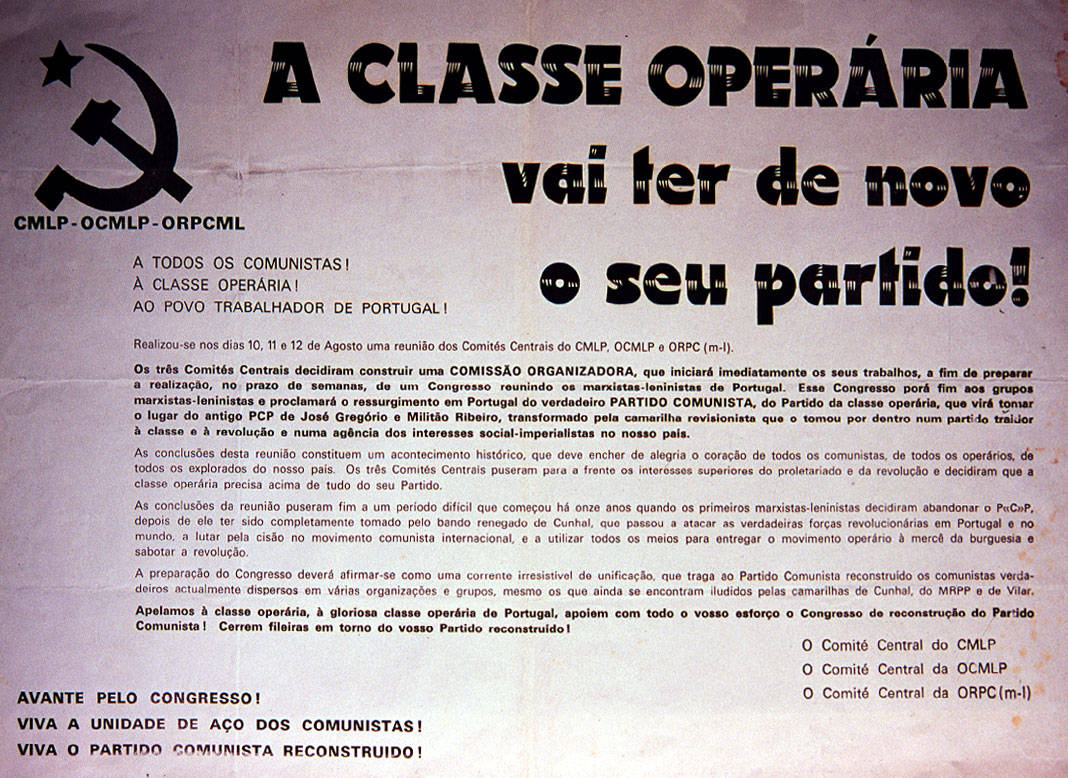 A CLASSE OPERÁRIA
vai ter de novo
o seu partido!
CMLP-OCMLP-ORPCML
A TODOS OS COMUNISTAS!
À CLASSE OPERÁRIA!
AO POVO TRABALHADOR DE PORTUGAL!
Realizou-se nos dias 10, 11 e 12 de Agosto uma reunião dos Comités Centrais do CMLP, OCMLP e ORPC (m-l).
Os três Comités Centrais decidiram construir uma COMISSÃO ORGANIZADORA, que iniciará imediatamente os seus trabalhos, a fim de preparar
a realização, no prazo de semanas, de um Congresso reunindo os marxistas-leninistas de Portugal. Esse Congresso porá fim aos grupos
marxistas-leninistas e proclamará o ressurgimento em Portugal do verdadeiro PARTIDO COMUNISTA, do Partido da classe operária, que virá tomar
o lugar do antigo PCP de José Gregório e Militão Ribeiro, transformado pela camarilha revisionista que o tomou por dentro num partido traidor
à classe e à revolução e numa agência dos interesses social-imperialistas no nosso país.
As conclusões desta reunião constituem um acontecimento histórico, que deve encher de alegria o coração de todos os comunistas, de todos os operários, de
todos os explorados do nosso país. Os três Comités Centrais puseram para a frente os interesses superiores do proletariado e da revolução e decidiram que a
classe operária precisa acima de tudo do seu Partido.
As conclusões da reunião puseram fim a um período difícil que começou há onze anos quando os primeiros marxistas-leninistas decidiram abandonar o P«C»P,
depois de ele ter sido completamente tomado pelo bando renegado de Cunhal, que passou a atacar as verdadeiras forças revolucionárias em Portugal e no
mundo, a lutar pela cisão no movimento comunista internacional, e a utilizar todos os meios para entregar o movimento operário à mercê da burguesia e
sabotar a revolução.
A preparação do Congresso deverá afirmar-se como uma corrente irresistível de unificação, que traga ao Partido Comunista reconstruído os comunistas verda-
deiros actualmente dispersos em várias organizações e grupos, mesmo os que ainda se encontram iludidos pelas camarilhas de Cunhal, do MRPP e de Vilar.
Apelamos à classe operária, à gloriosa classe operária de Portugal, apoiem com todo o vosso esforço o Congresso de reconstrução do Partido
Comunista! Cerrem fileiras em torno do vosso Partido reconstruído!
O Comité Central do CMLP
O Comité Central da OCMLP
O Comité Central da ORPC(m-l)
AVANTE PELO CONGRESSO!
VIVA A UNIDADE DE AÇO DOS COMUNISTAS!
VIVA O PARTIDO COMUNISTA RECONSTRUIDO!